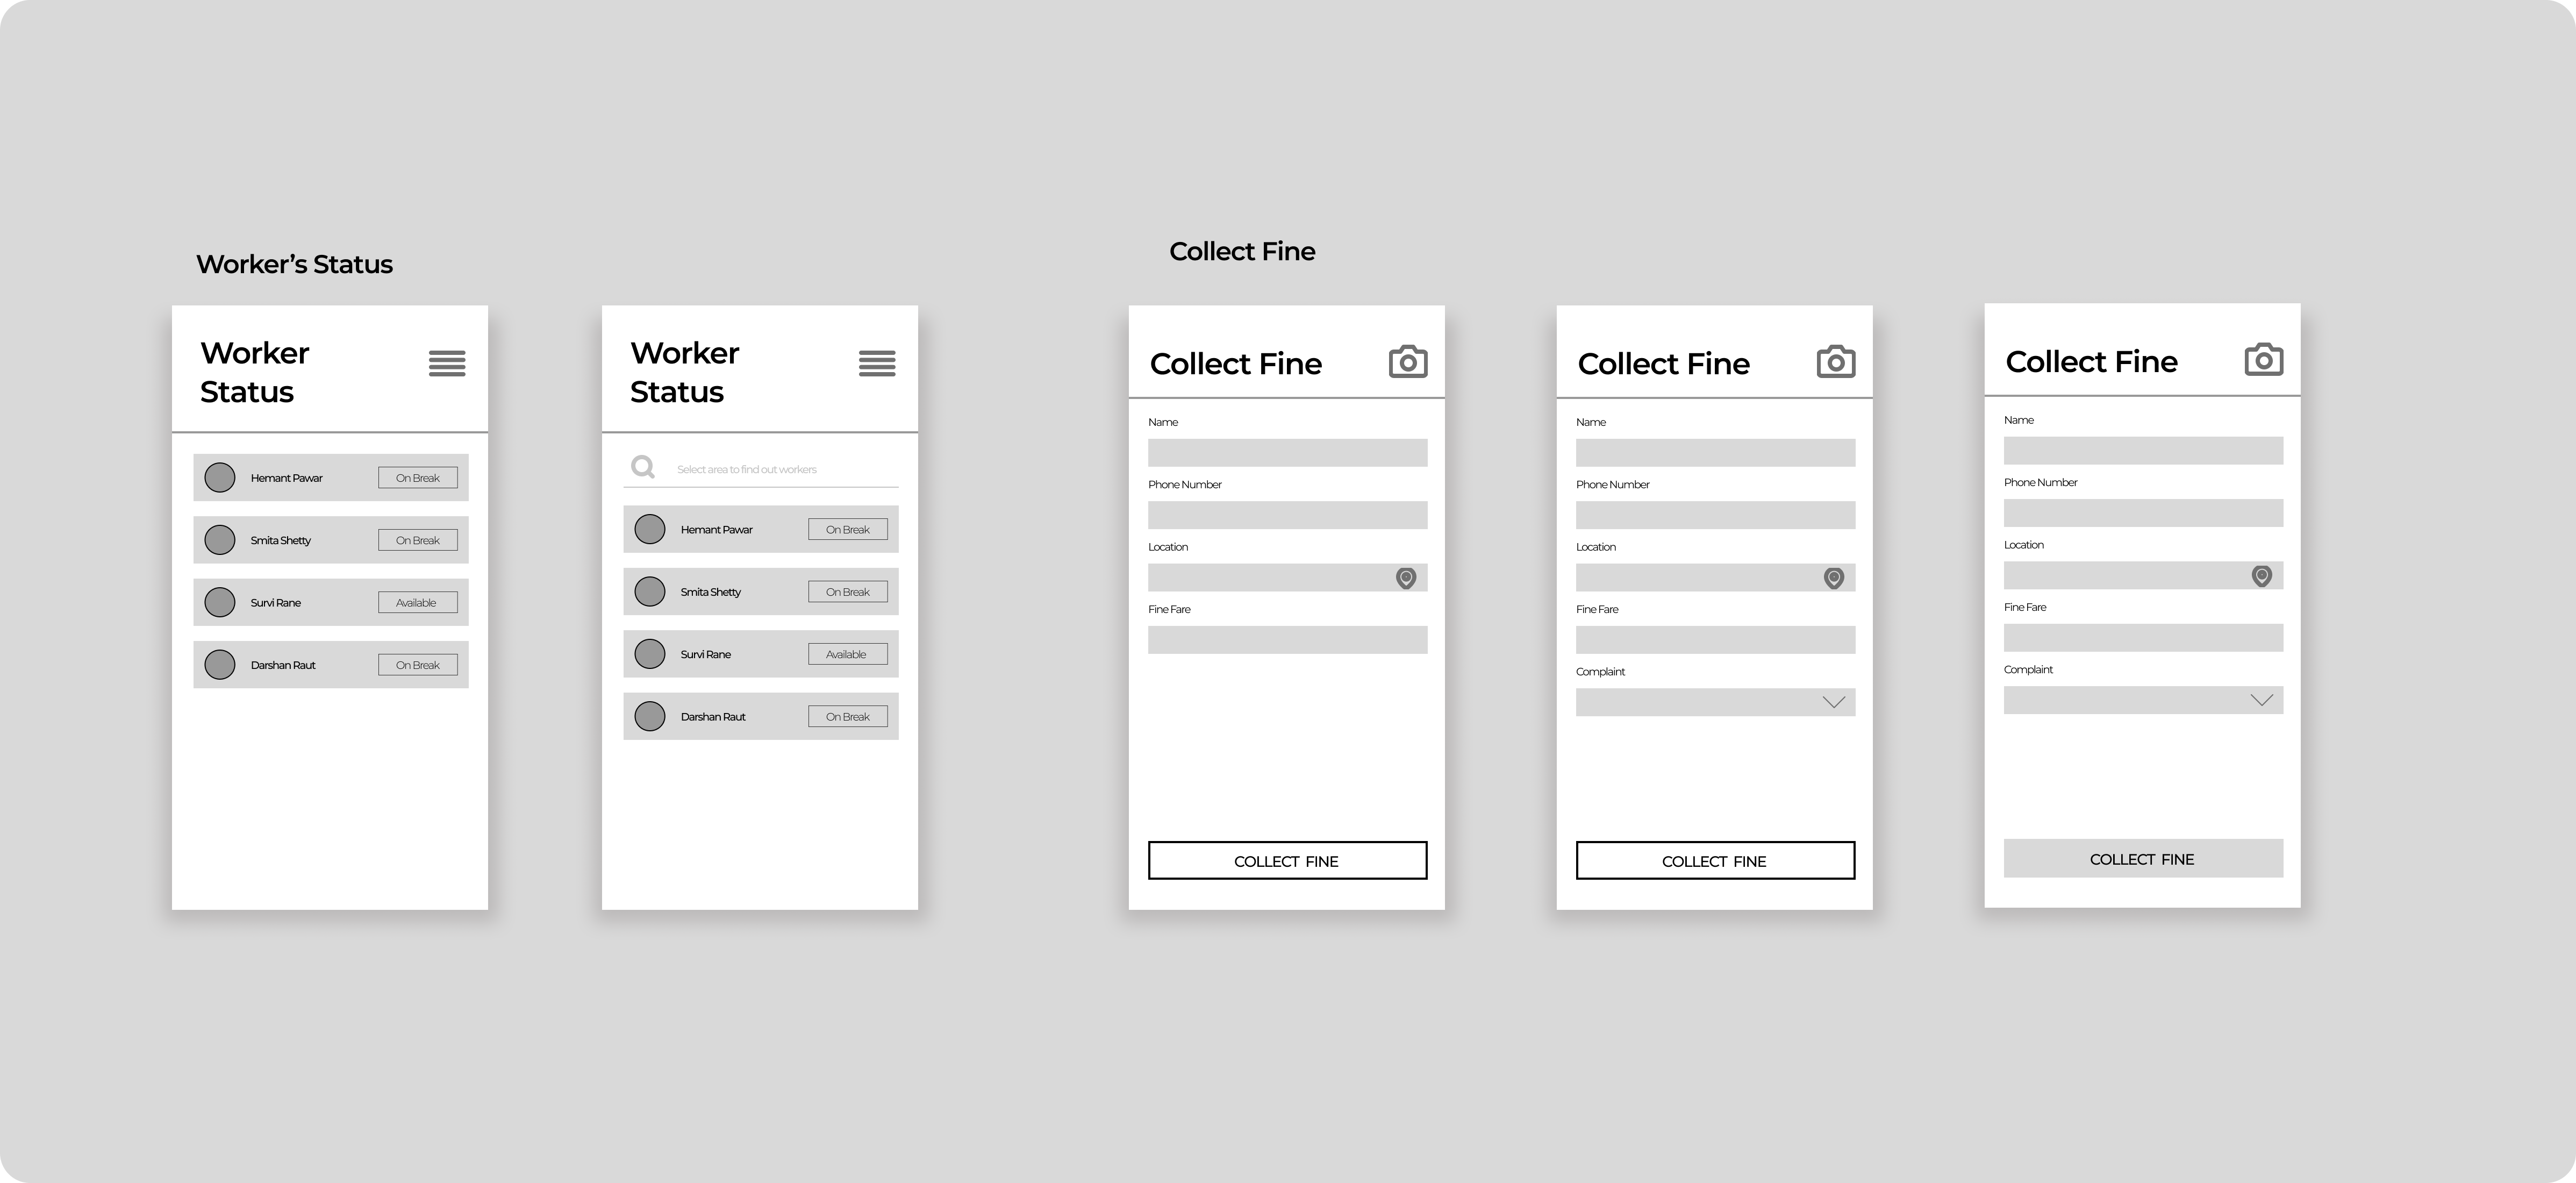 Worker’s Status
Worker
Status
Hemant Pawar
On Break
Smita Shetty
On Break
Survi Rane
Available
Darshan Raut
On Break
Worker
Status
Select area to find out workers
Hemant Pawar
On Break
Smita Shetty
On Break
Survi Rane
Available
Darshan Raut
On Break
Collect Fine
Collect Fine
Name
Phone Number
Location
Fine Fare
COLLECT FINE
Collect Fine
Name
Phone Number
Location
Fine Fare
Complaint
COLLECT FINE
Collect Fine
Name
Phone Number
Location
Fine Fare
Complaint
COLLECT FINE